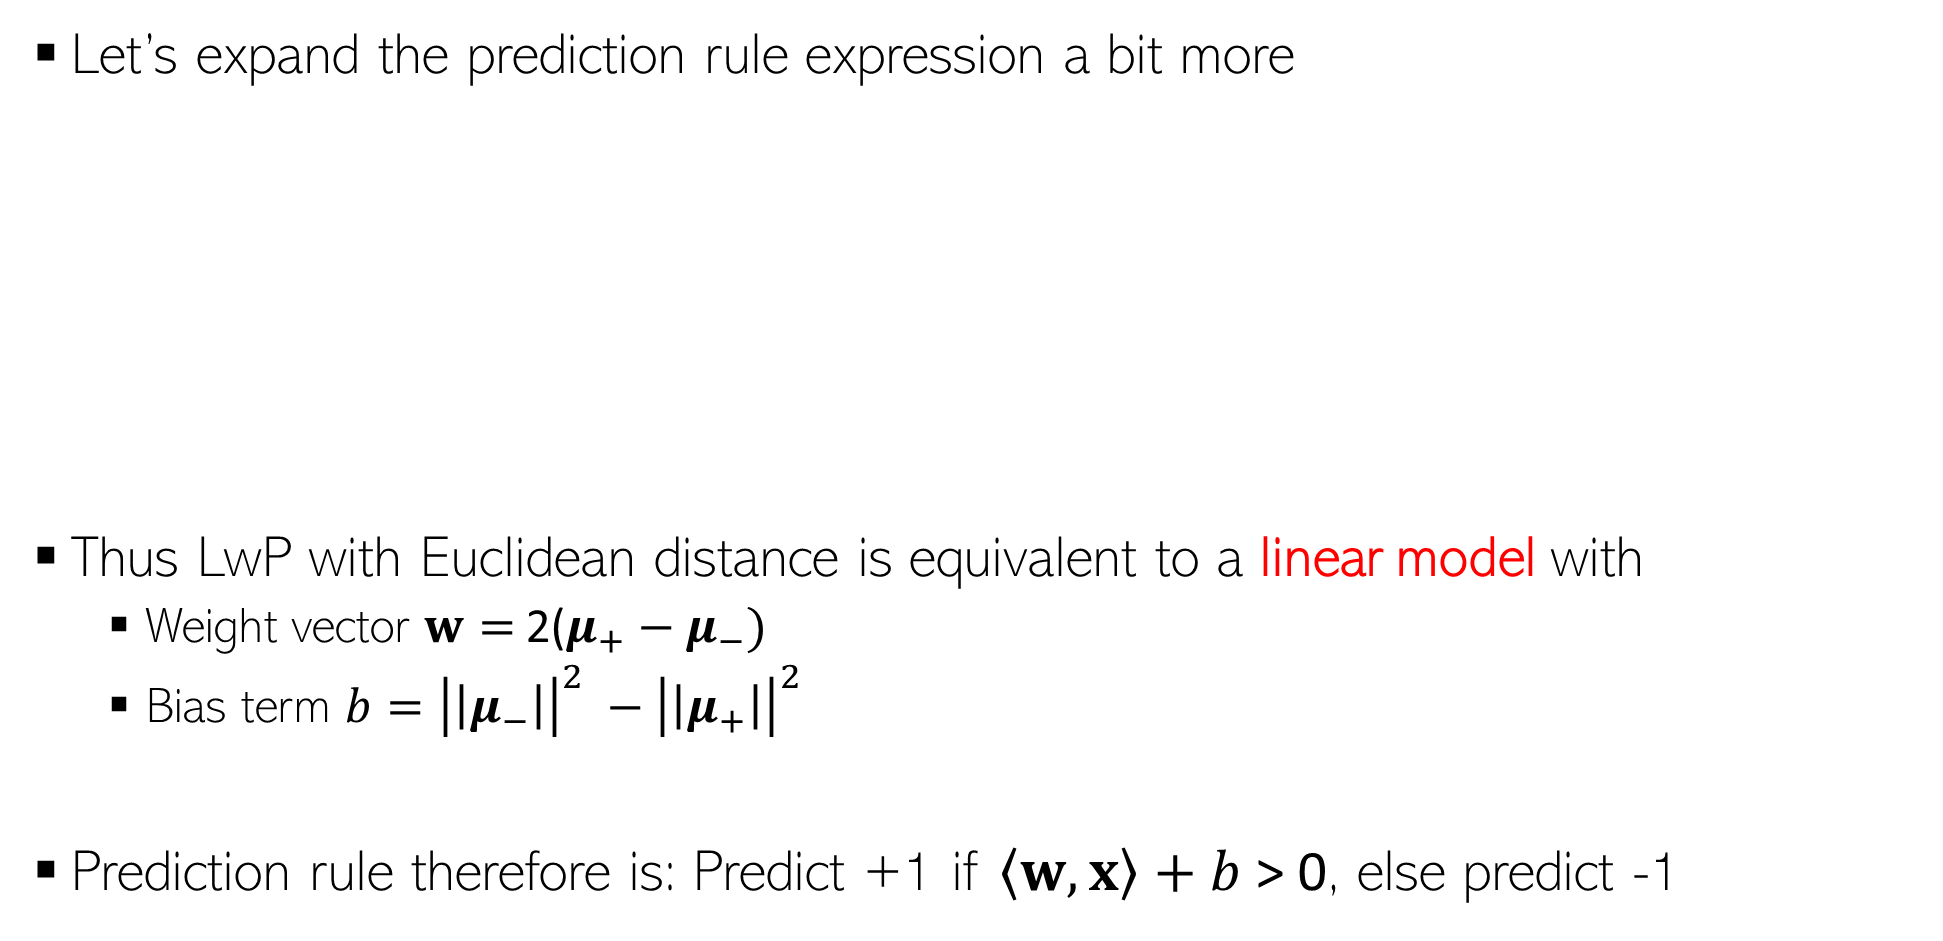 ▪ Let's expand the prediction rule expression a bit more
▪ Thus LwP with Euclidean distance is equivalent to a linear model with
▪ Weight vector 𝐰 = 2(𝝁₊ − 𝝁₋)
▪ Bias term 𝑏 = ||𝝁₋||² − ||𝝁₊||²
▪ Prediction rule therefore is: Predict +1 if ⟨𝐰, 𝐱⟩ + 𝑏 > 0, else predict -1